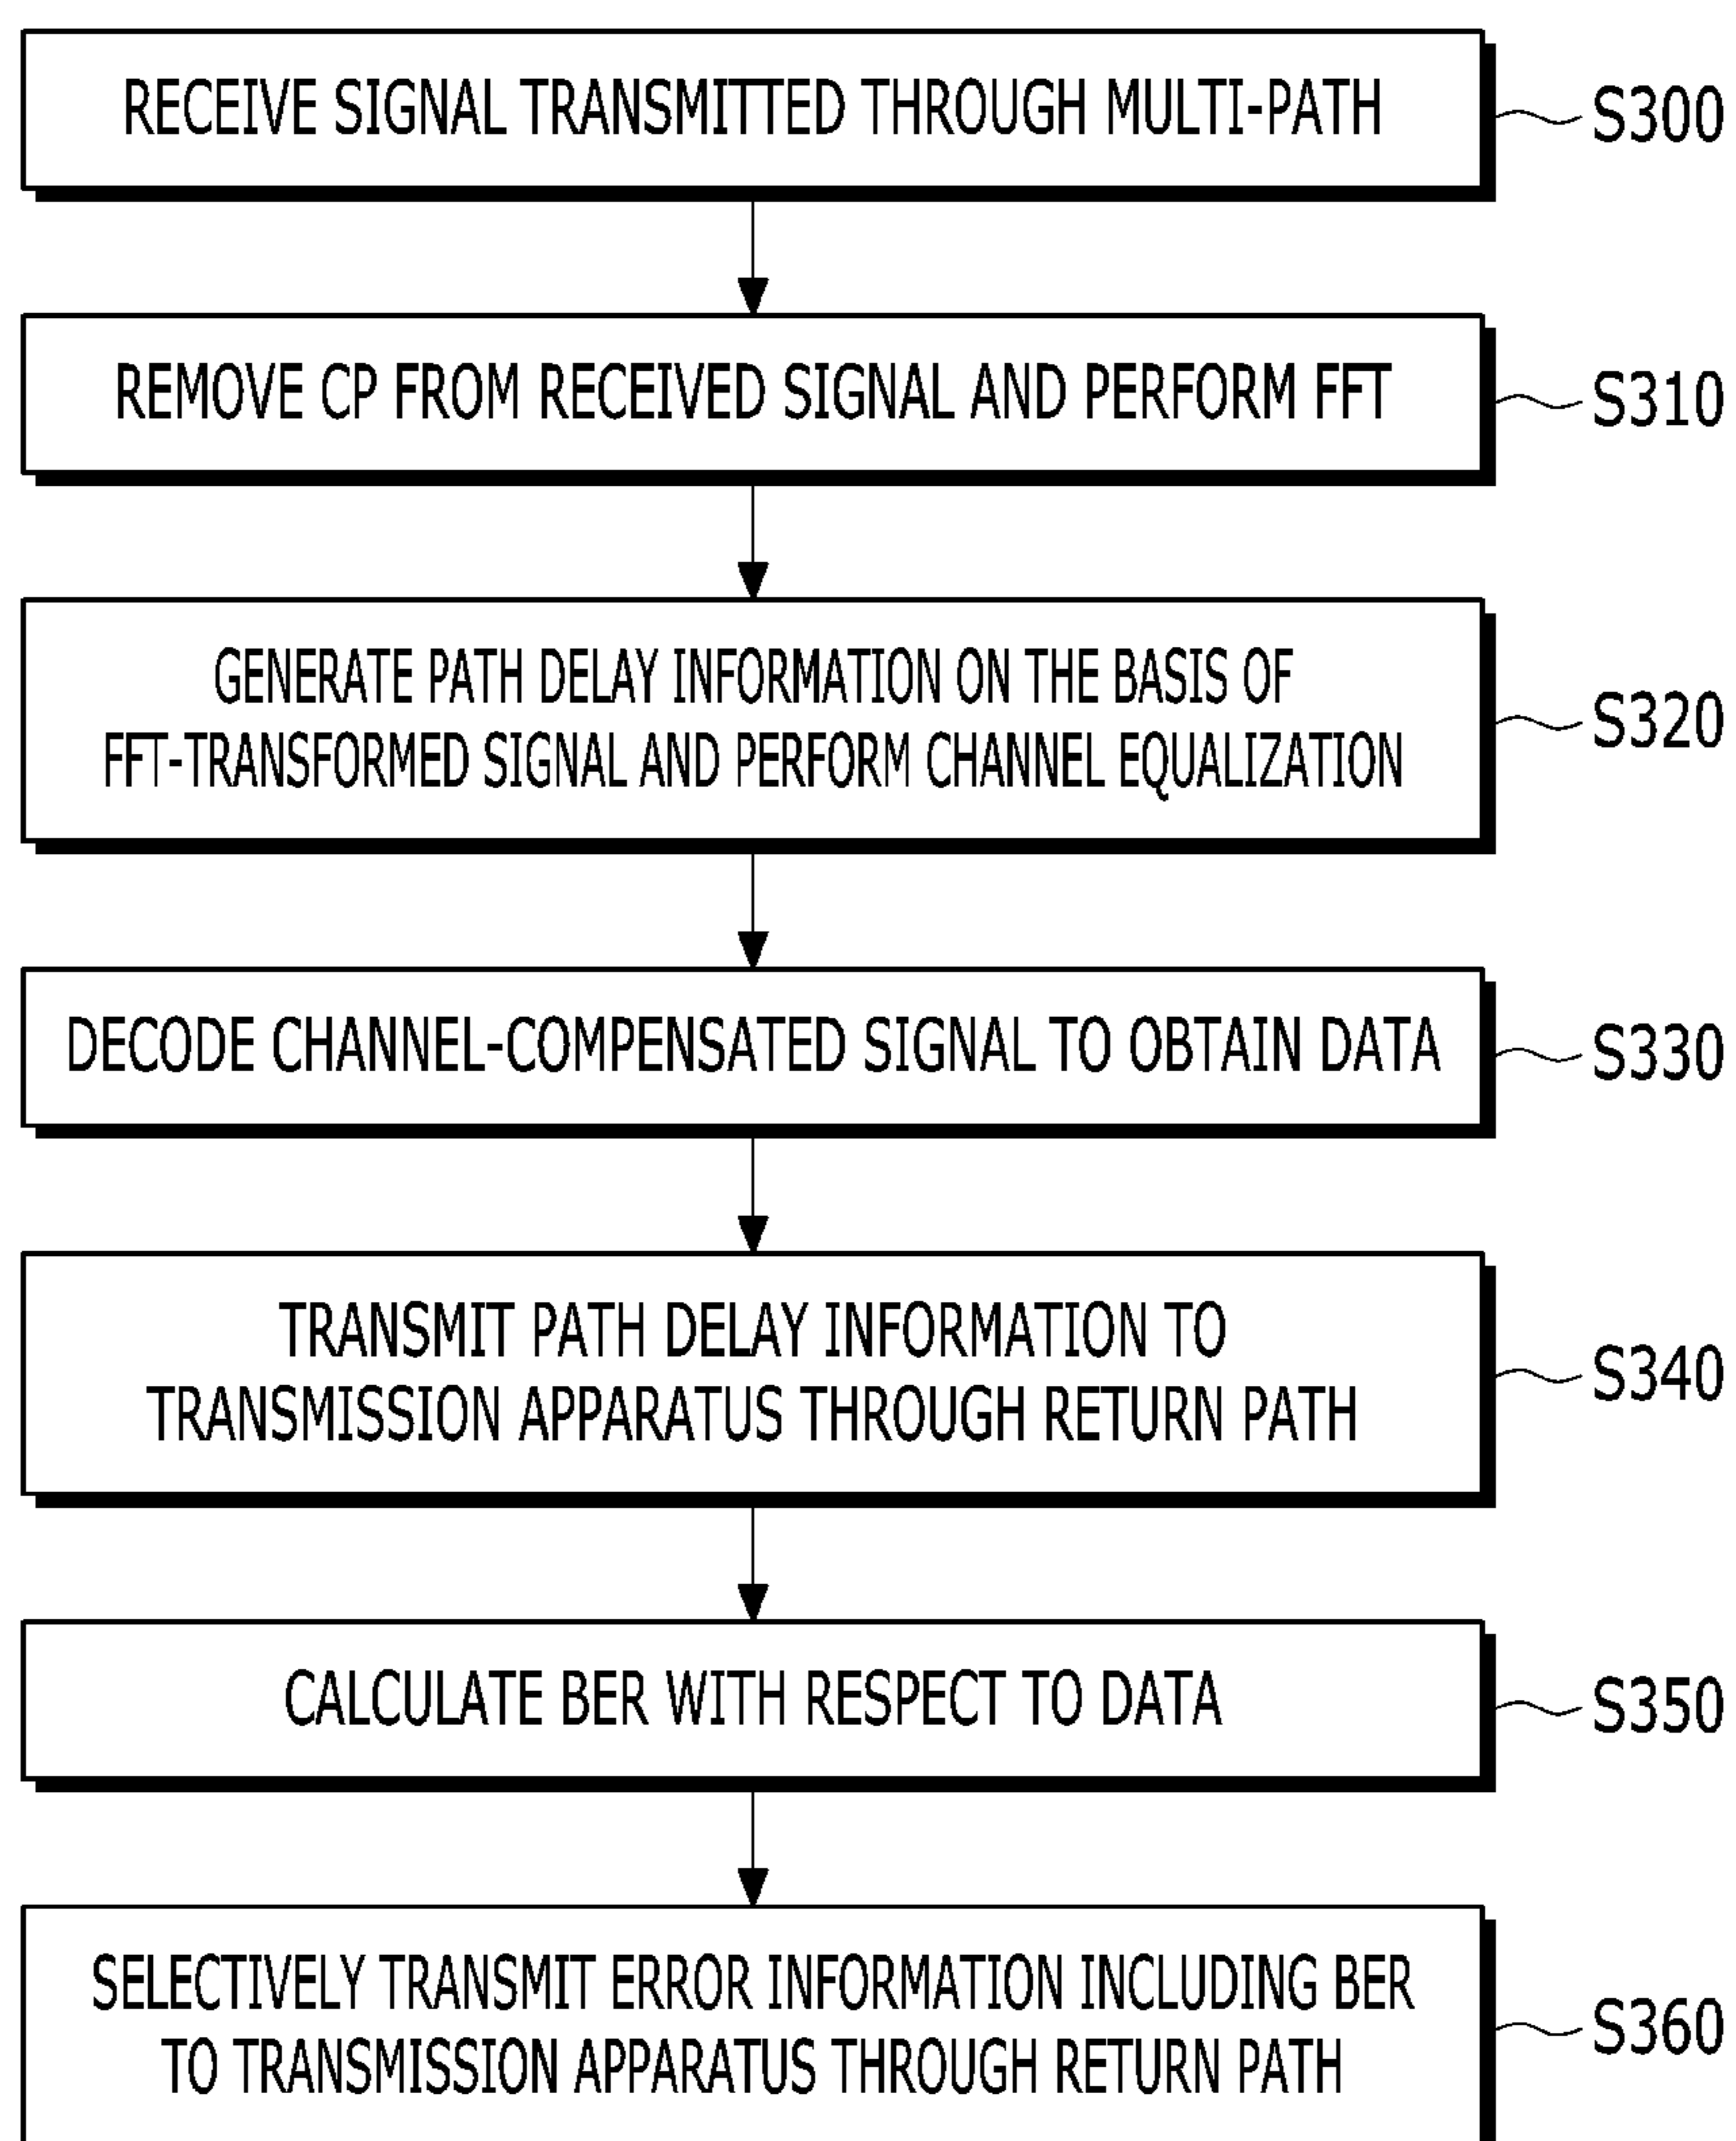 RECEIVE SIGNAL TRANSMITTED THROUGH MULTI-PATH
S300
REMOVE CP FROM RECEIVED SIGNAL AND PERFORM FFT
S310
GENERATE PATH DELAY INFORMATION ON THE BASIS OF
FFT-TRANSFORMED SIGNAL AND PERFORM CHANNEL EQUALIZATION
S320
DECODE CHANNEL-COMPENSATED SIGNAL TO OBTAIN DATA
S330
TRANSMIT PATH DELAY INFORMATION TO
TRANSMISSION APPARATUS THROUGH RETURN PATH
S340
CALCULATE BER WITH RESPECT TO DATA
S350
SELECTIVELY TRANSMIT ERROR INFORMATION INCLUDING BER
TO TRANSMISSION APPARATUS THROUGH RETURN PATH
S360